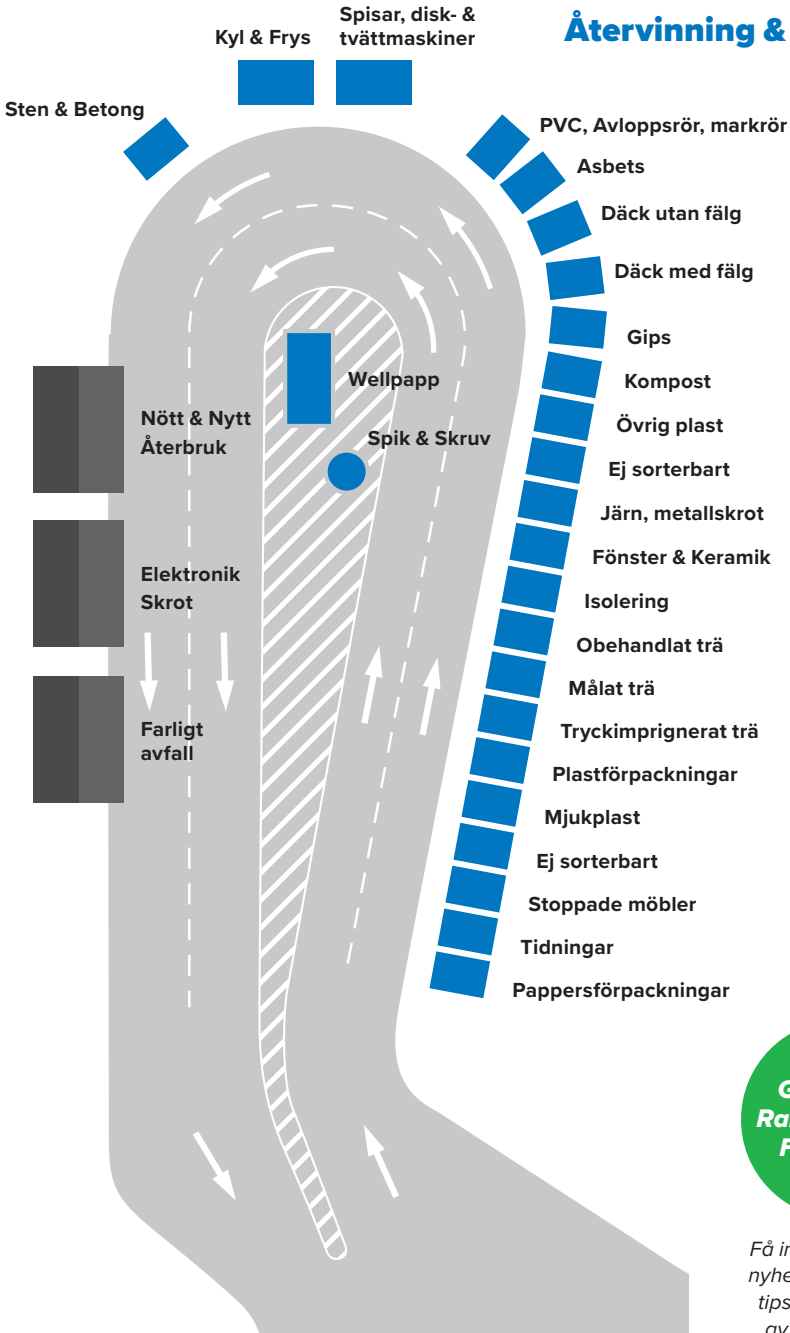 Återvinning &
Spisar, disk- &
tvättmaskiner
Kyl & Frys
Sten & Betong
PVC, Avloppsrör, markrör
Asbets
Däck utan fälg
Däck med fälg
Gips
Kompost
Övrig plast
Ej sorterbart
Järn, metallskrot
Fönster & Keramik
Isolering
Obehandlat trä
Målat trä
Tryckimprignerat trä
Plastförpackningar
Mjukplast
Ej sorterbart
Stoppade möbler
Tidningar
Pappersförpackningar
Wellpapp
Spik & Skruv
Nött & Nytt
Återbruk
Elektronik
Skrot
Farligt
avfall
Få
tips